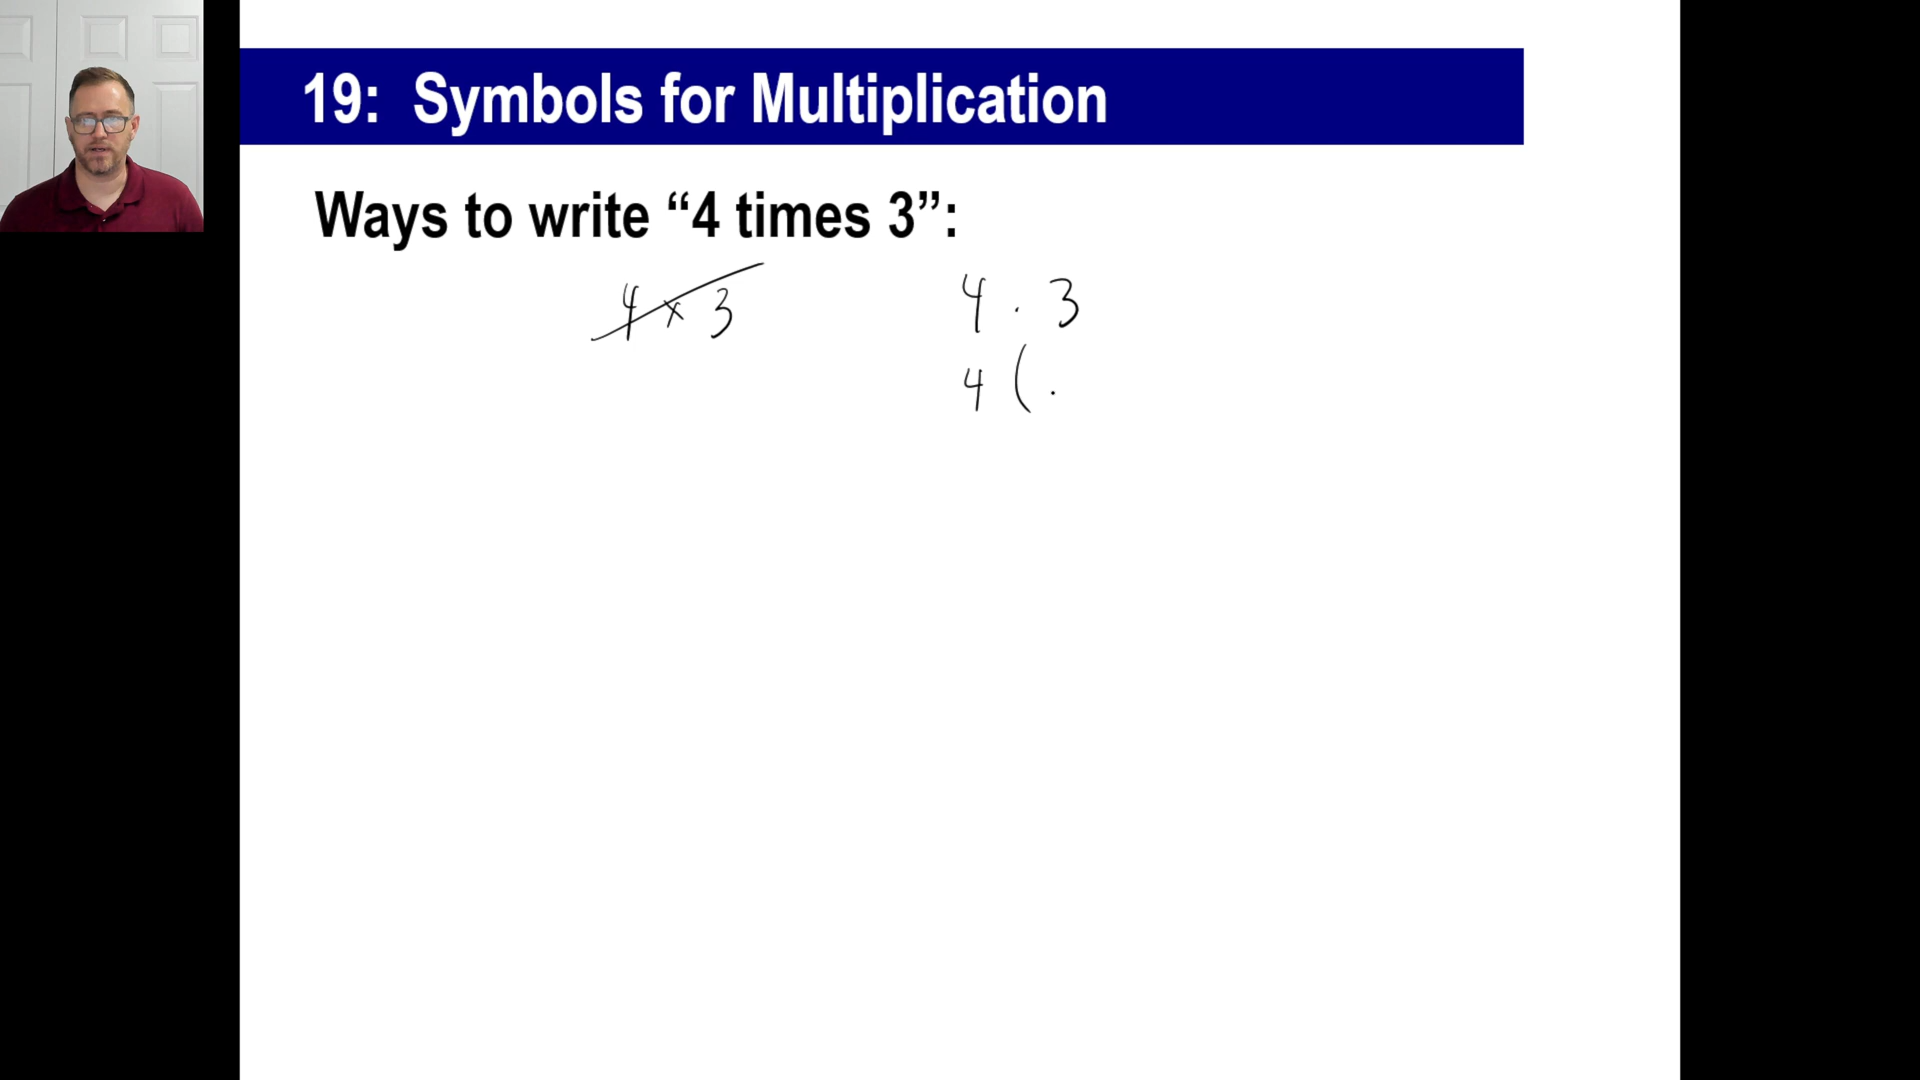 19: Symbols for Multiplication
Ways to write “4 times 3”:
4 × 3
4 · 3
4 (